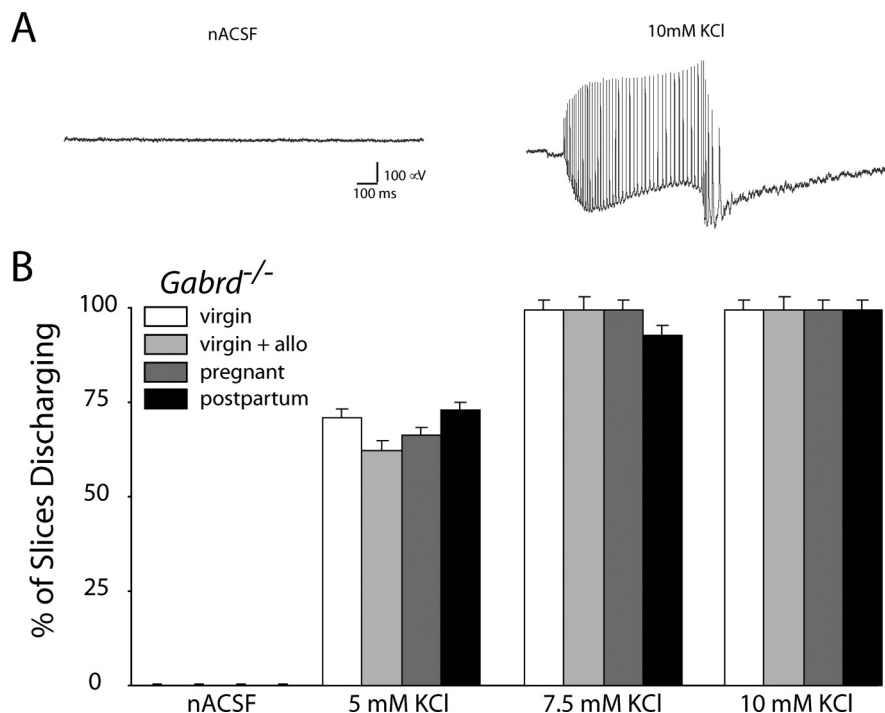 A
nACSF
10mM KCl
100 ∝V
100 ms
B
Gabrd-/-
virgin
virgin + allo
pregnant
postpartum
% of Slices Discharging
100
75
50
25
0
nACSF
5 mM KCl
7.5 mM KCl
10 mM KCl